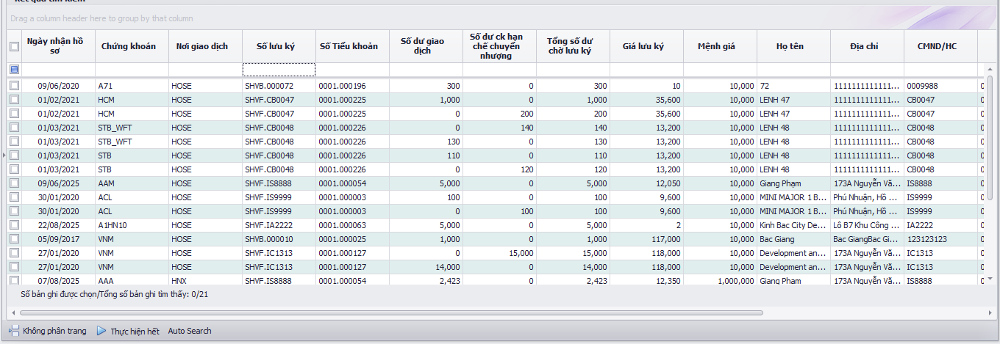 Kết quả tìm kiếm
Drag a column header here to group by that column
Ngày nhận hồ sơ Chứng khoán Nơi giao dịch Số lưu ký Số Tiểu khoản Số dư giao dịch Số dư ck hạn chế chuyển nhượng Tổng số dư chờ lưu ký Giá lưu ký Mệnh giá Họ tên Địa chỉ CMND/HC
09/06/2020 A71 HOSE SHVB.000072 0001.000196 300 0 300 10 10,000 72 1111111111111... 0009988
01/02/2021 HCM HOSE SHVF.CB0047 0001.000225 1,000 0 1,000 35,600 10,000 LENH 47 1111111111111... CB0047
01/02/2021 HCM HOSE SHVF.CB0047 0001.000225 0 200 200 35,600 10,000 LENH 47 1111111111111... CB0047
01/03/2021 STB_WFT HOSE SHVF.CB0048 0001.000226 0 140 140 13,200 10,000 LENH 48 1111111111111... CB0048
01/03/2021 STB_WFT HOSE SHVF.CB0048 0001.000226 130 0 130 13,200 10,000 LENH 48 1111111111111... CB0048
01/03/2021 STB HOSE SHVF.CB0048 0001.000226 110 0 110 13,200 10,000 LENH 48 1111111111111... CB0048
01/03/2021 STB HOSE SHVF.CB0048 0001.000226 0 120 120 13,200 10,000 LENH 48 1111111111111... CB0048
09/06/2025 AAM HOSE SHVF.IS8888 0001.000054 5,000 0 5,000 12,050 10,000 Giang Phạm 173A Nguyễn Vă... IS8888
30/01/2020 ACL HOSE SHVF.IS9999 0001.000003 100 0 100 9,600 10,000 MINI MAJOR 1 B... Phú Nhuận, Hồ ... IS9999
30/01/2020 ACL HOSE SHVF.IS9999 0001.000003 0 100 100 9,600 10,000 MINI MAJOR 1 B... Phú Nhuận, Hồ ... IS9999
22/08/2025 A1HN10 HOSE SHVF.IA2222 0001.000063 5,000 0 5,000 2 10,000 Kinh Bac City De... Lô B7 Khu Công ... IA2222
05/09/2017 VNM HOSE SHVB.000010 0001.000025 1,000 0 1,000 117,000 10,000 Bac Giang Bac GiangBac Gi... 123123123
27/01/2020 VNM HOSE SHVF.IC1313 0001.000127 0 15,000 15,000 118,000 10,000 Development an... 173A Nguyễn Vă... IC1313
27/01/2020 VNM HOSE SHVF.IC1313 0001.000127 14,000 0 14,000 118,000 10,000 Development an... 173A Nguyễn Vă... IC1313
07/08/2025 AAA HNX SHVF.IS8888 0001.000054 2,423 0 2,423 12,350 1,000,000 Giang Phạm 173A Nguyễn Vă... IS8888
Số bản ghi được chọn/Tổng số bản ghi tìm thấy: 0/21
Không phân trang Thực hiện hết Auto Search